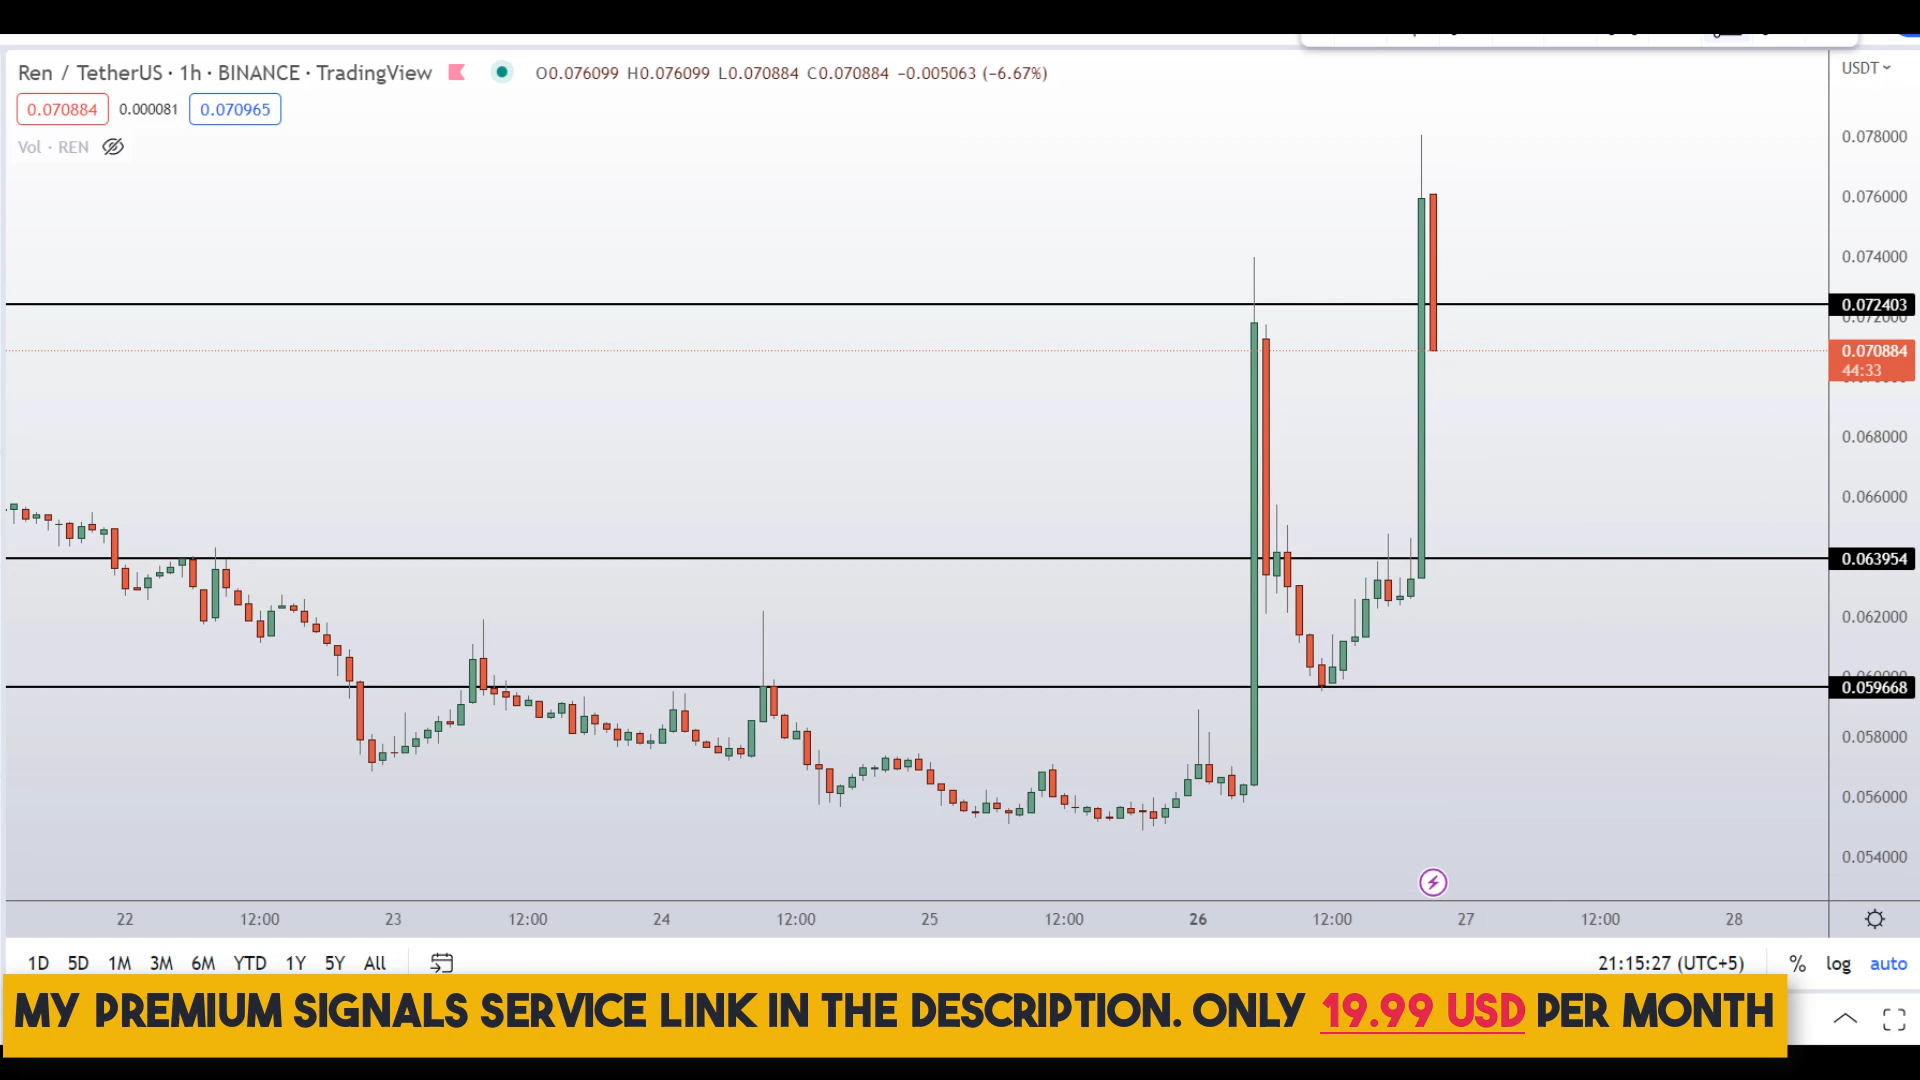 Ren / TetherUS · 1h · BINANCE · TradingView O0.076099 H0.076099 L0.070884 C0.070884 −0.005063 (−6.67%)
USDT
0.070884 0.000081 0.070965
Vol · REN
0.078000
0.076000
0.074000
0.072403
0.072000
0.070884
44:33
0.068000
0.066000
0.063954
0.062000
0.059668
0.058000
0.056000
0.054000
22 12:00 23 12:00 24 12:00 25 12:00 26 12:00 27 12:00 28
1D 5D 1M 3M 6M YTD 1Y 5Y All 21:15:27 (UTC+5) % log auto
MY PREMIUM SIGNALS SERVICE LINK IN THE DESCRIPTION. ONLY 19.99 USD PER MONTH